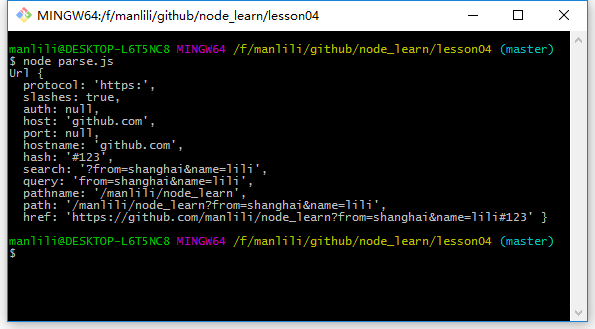 MINGW64:/f/manlili/github/node_learn/lesson04
manlili@DESKTOP-L6T5NC8 MINGW64 /f/manlili/github/node_learn/lesson04 (master)
$ node parse.js
Url {
  protocol: 'https:',
  slashes: true,
  auth: null,
  host: 'github.com',
  port: null,
  hostname: 'github.com',
  hash: '#123',
  search: '?from=shanghai&name=lili',
  query: 'from=shanghai&name=lili',
  pathname: '/manlili/node_learn',
  path: '/manlili/node_learn?from=shanghai&name=lili',
  href: 'https://github.com/manlili/node_learn?from=shanghai&name=lili#123' }
manlili@DESKTOP-L6T5NC8 MINGW64 /f/manlili/github/node_learn/lesson04 (master)
$